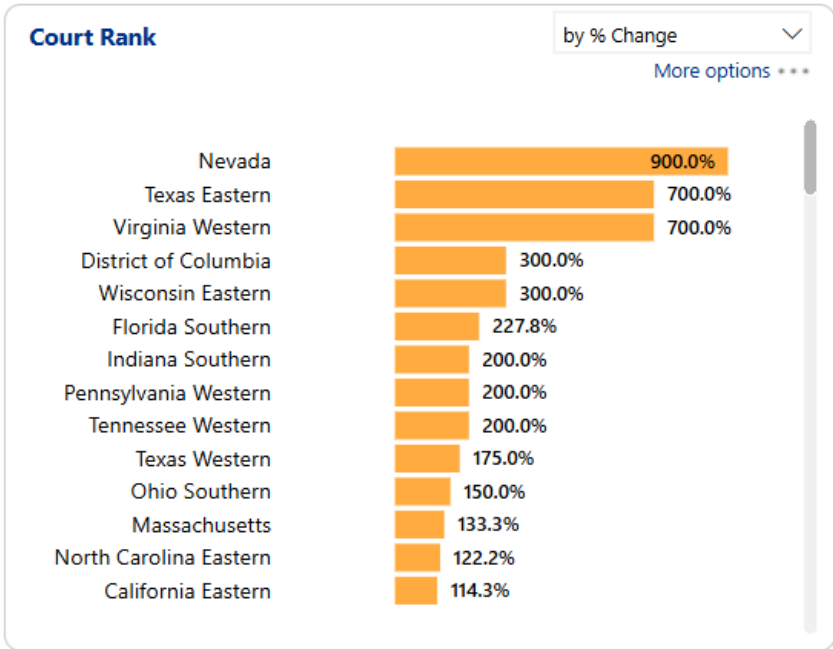 Court Rank by % Change
More options
Nevada 900.0%
Texas Eastern 700.0%
Virginia Western 700.0%
District of Columbia 300.0%
Wisconsin Eastern 300.0%
Florida Southern 227.8%
Indiana Southern 200.0%
Pennsylvania Western 200.0%
Tennessee Western 200.0%
Texas Western 175.0%
Ohio Southern 150.0%
Massachusetts 133.3%
North Carolina Eastern 122.2%
California Eastern 114.3%